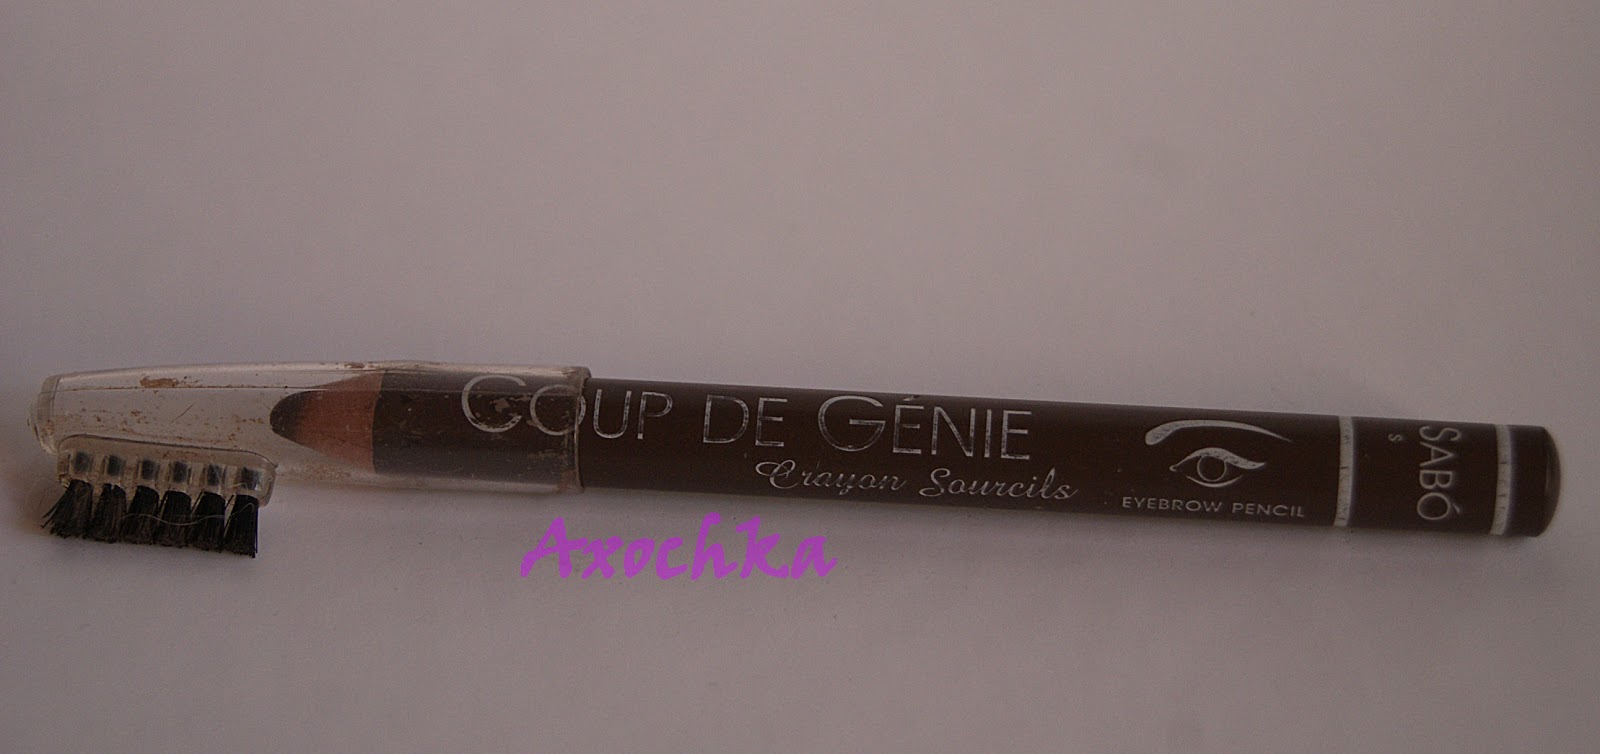 COUP DE GÉNIE
Crayon Sourcils
EYEBROW PENCIL
SABÓ
S
Axochka